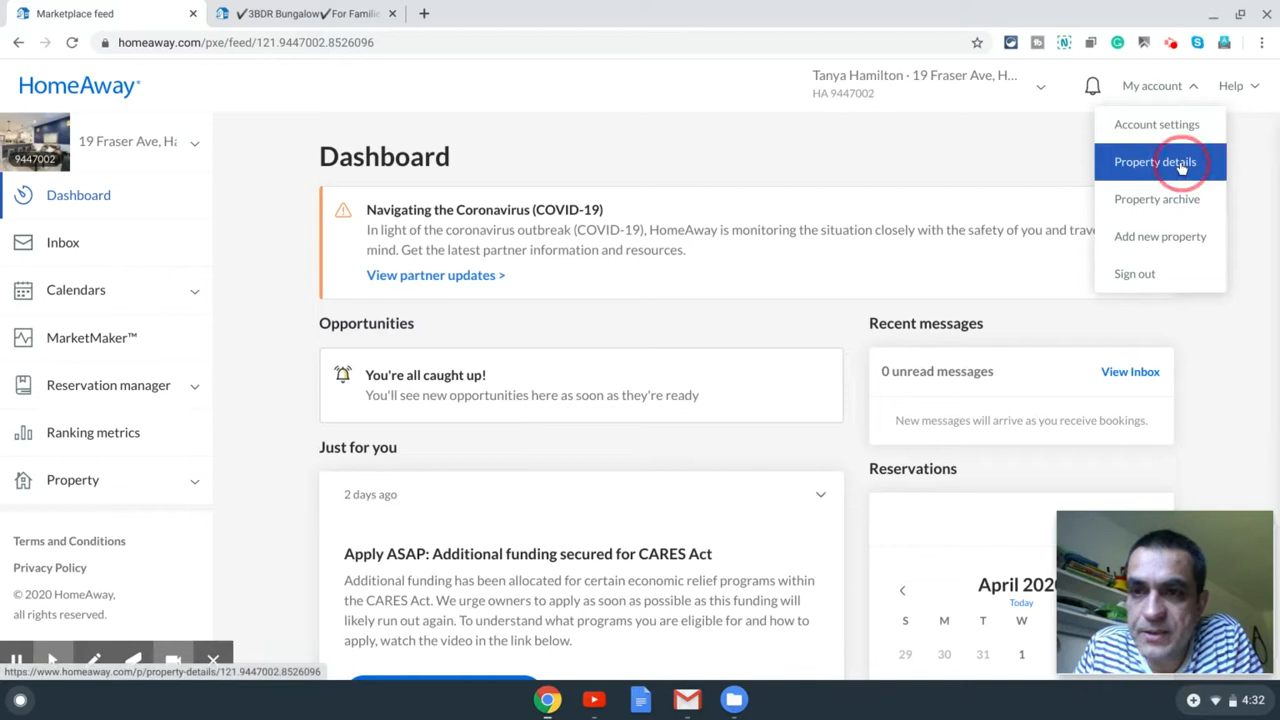 Marketplace feed
✔3BDR Bungalow✔For Familie
homeaway.com/pxe/feed/121.9447002.8526096
HomeAway
Tanya Hamilton · 19 Fraser Ave, H...
HA 9447002
My account
Help
Account settings
Property details
Property archive
Add new property
Sign out
9447002
19 Fraser Ave, Ha
Dashboard
Inbox
Calendars
MarketMaker™
Reservation manager
Ranking metrics
Property
Terms and Conditions
Privacy Policy
© 2020 HomeAway,
all rights reserved.
Dashboard
Navigating the Coronavirus (COVID-19)
In light of the coronavirus outbreak (COVID-19), HomeAway is monitoring the situation closely with the safety of you and trave
mind. Get the latest partner information and resources.
View partner updates >
Opportunities
You're all caught up!
You'll see new opportunities here as soon as they're ready
Just for you
2 days ago
Apply ASAP: Additional funding secured for CARES Act
Additional funding has been allocated for certain economic relief programs within
the CARES Act. We urge owners to apply as soon as possible as this funding will
likely run out again. To understand what programs you are eligible for and how to
apply, watch the video in the link below.
Recent messages
0 unread messages
View Inbox
New messages will arrive as you receive bookings.
Reservations
April 202
Today
S M T W
29 30 31 1
https://www.homeaway.com/p/property-details/121.9447002.8526096
4:32